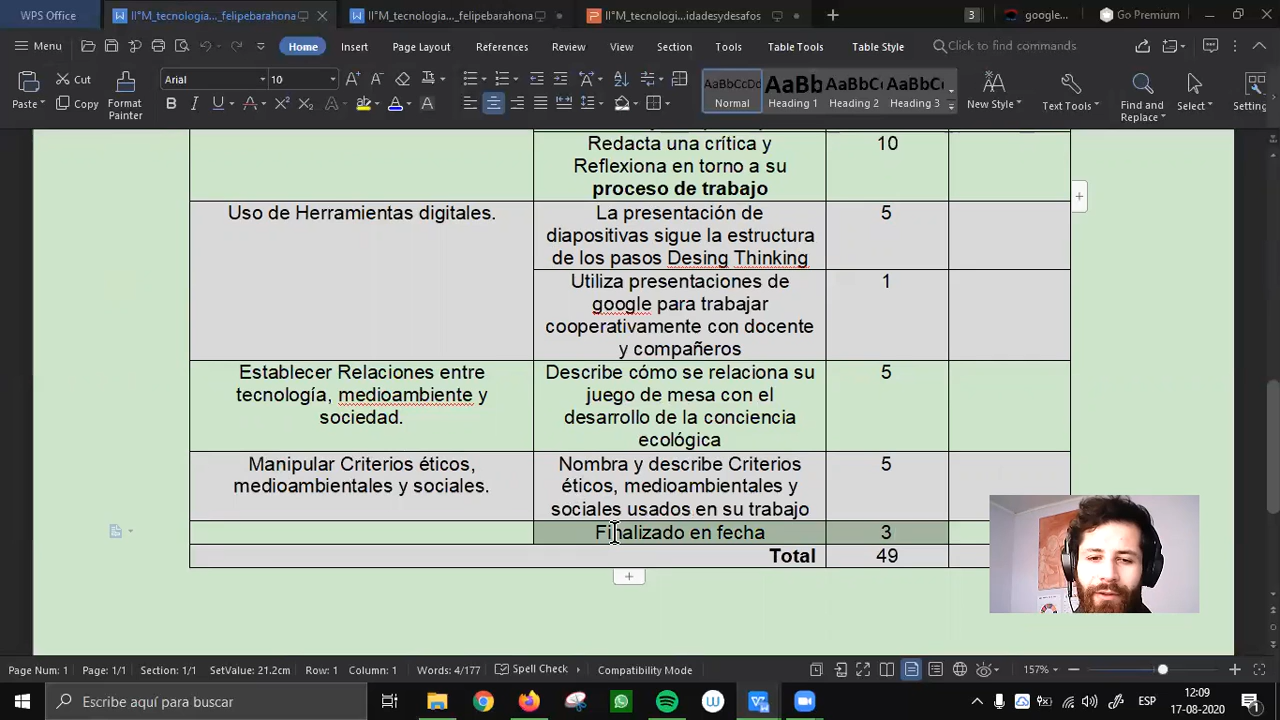 WPS Office
II°M_tecnologia..._felipebarahona
II°M_tecnologia..._felipebarahona
II°M_tecnologi...idadesydesafos
3
google...
Go Premium
Menu
Home
Insert
Page Layout
References
Review
View
Section
Tools
Table Tools
Table Style
Click to find commands
Paste
Cut
Copy
Format Painter
Arial
10
AaBbCcDd
Normal
AaBb
Heading 1
AaBb(
Heading 2
AaBbC
Heading 3
New Style
Text Tools
Find and Replace
Select
Setting
Redacta una crítica y
Reflexiona en torno a su
proceso de trabajo
10
Uso de Herramientas digitales.
La presentación de
diapositivas sigue la estructura
de los pasos Desing Thinking
5
Utiliza presentaciones de
google para trabajar
cooperativamente con docente
y compañeros
1
Establecer Relaciones entre
tecnología, medioambiente y
sociedad.
Describe cómo se relaciona su
juego de mesa con el
desarrollo de la conciencia
ecológica
5
Manipular Criterios éticos,
medioambientales y sociales.
Nombra y describe Criterios
éticos, medioambientales y
sociales usados en su trabajo
5
Finalizado en fecha
3
Total
49
Page Num: 1
Page: 1/1
Section: 1/1
SetValue: 21.2cm
Row: 1
Column: 1
Words: 4/177
Spell Check
Compatibility Mode
157%
Escribe aquí para buscar
ESP
12:09
17-08-2020